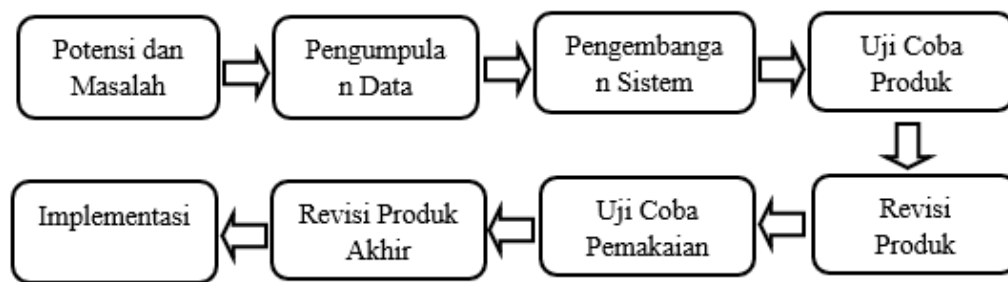 Potensi dan
Masalah
Pengumpula
n Data
Pengembanga
n Sistem
Uji Coba
Produk
Revisi
Produk
Uji Coba
Pemakaian
Revisi Produk
Akhir
Implementasi